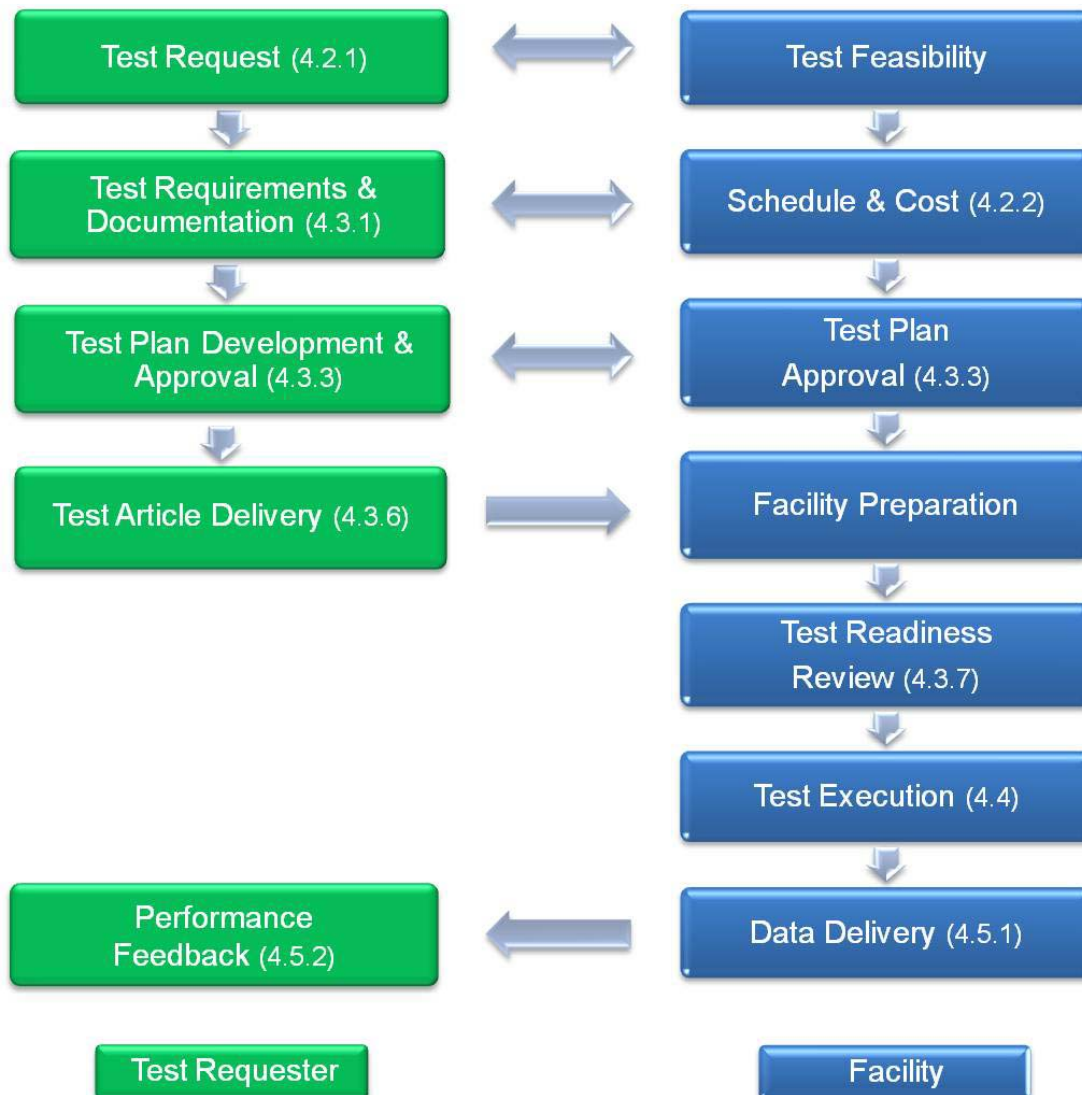 Test Request (4.2.1)
Test Feasibility
Test Requirements &
Documentation (4.3.1)
Schedule & Cost (4.2.2)
Test Plan Development &
Approval (4.3.3)
Test Plan
Approval (4.3.3)
Test Article Delivery (4.3.6)
Facility Preparation
Test Readiness
Review (4.3.7)
Test Execution (4.4)
Performance
Feedback (4.5.2)
Data Delivery (4.5.1)
Test Requester
Facility